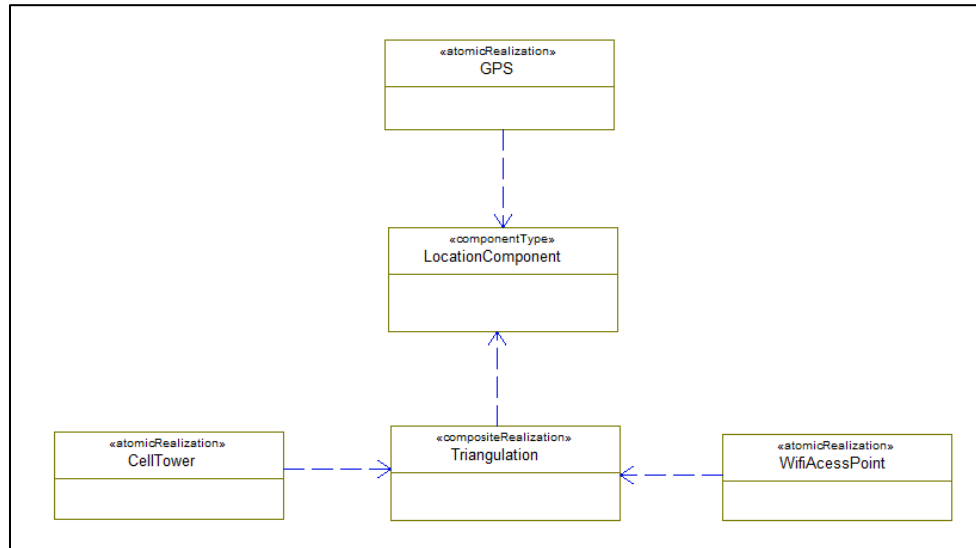 «atomicRealization»
GPS
«componentType»
LocationComponent
«atomicRealization»
CellTower
«compositeRealization»
Triangulation
«atomicRealization»
WifiAcessPoint